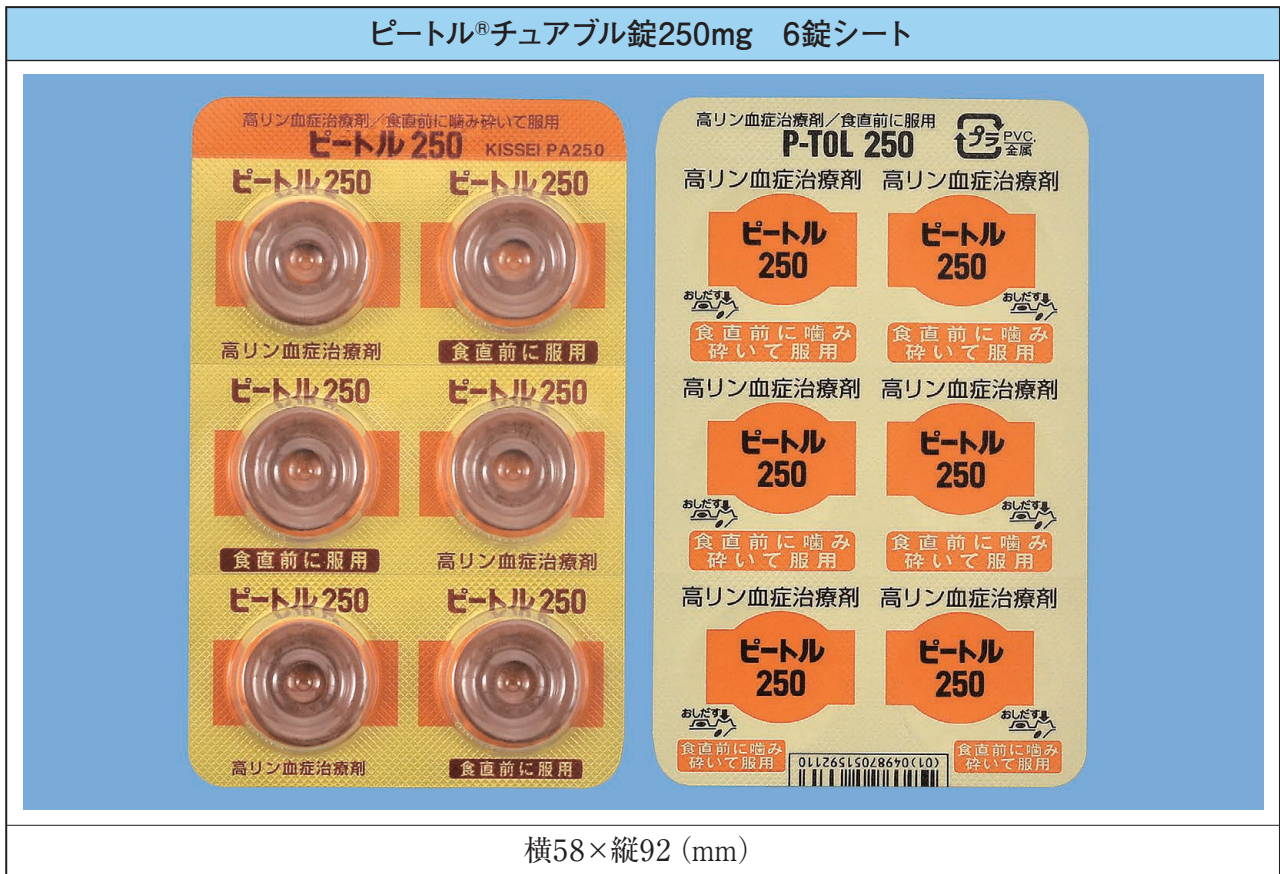 ピートル®チュアブル錠250mg　6錠シート
高リン血症治療剤/食直前に噛み砕いて服用
ピートル 250 KISSEI PA250
ピートル250 ピートル250
高リン血症治療剤 食直前に服用
ピートル250 ピートル250
食直前に服用 高リン血症治療剤
ピートル250 ピートル250
高リン血症治療剤 食直前に服用
高リン血症治療剤/食直前に服用
P-TOL 250 プラ PVC,
金属
高リン血症治療剤 高リン血症治療剤
ピートル ピートル
250 250
おしだす おしだす
食直前に噛み 食直前に噛み
砕いて服用 砕いて服用
高リン血症治療剤 高リン血症治療剤
ピートル ピートル
250 250
おしだす おしだす
食直前に噛み 食直前に噛み
砕いて服用 砕いて服用
高リン血症治療剤 高リン血症治療剤
ピートル ピートル
250 250
おしだす おしだす
食直前に噛み 食直前に噛み
砕いて服用 砕いて服用
(01)04987051592110
横58×縦92 (mm)